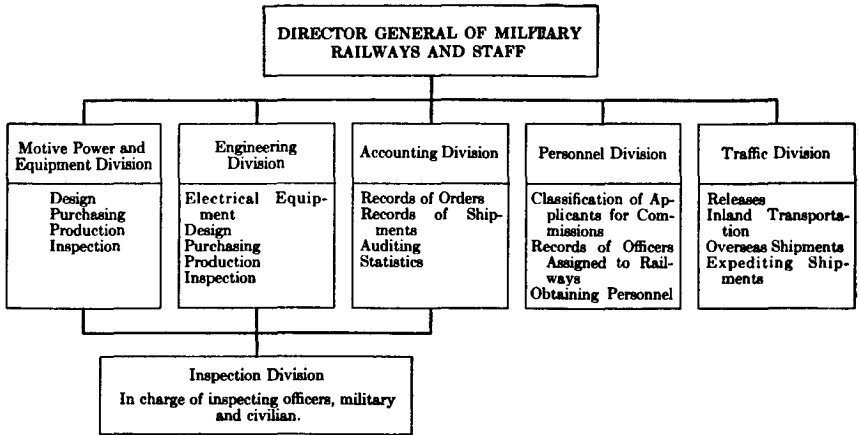 DIRECTOR GENERAL OF MILITARY
RAILWAYS AND STAFF
Motive Power and
Equipment Division
Design
Purchasing
Production
Inspection
Engineering
Division
Electrical Equip-
ment
Design
Purchasing
Production
Inspection
Accounting Division
Records of Orders
Records of Ship-
ments
Auditing
Statistics
Personnel Division
Classification of Ap-
plicants for Com-
missions
Records of Officers
Assigned to Rail-
ways
Obtaining Personnel
Traffic Division
Releases
Inland Transporta-
tion
Overseas Shipments
Expediting Ship-
ments
Inspection Division
In charge of inspecting officers, military
and civilian.